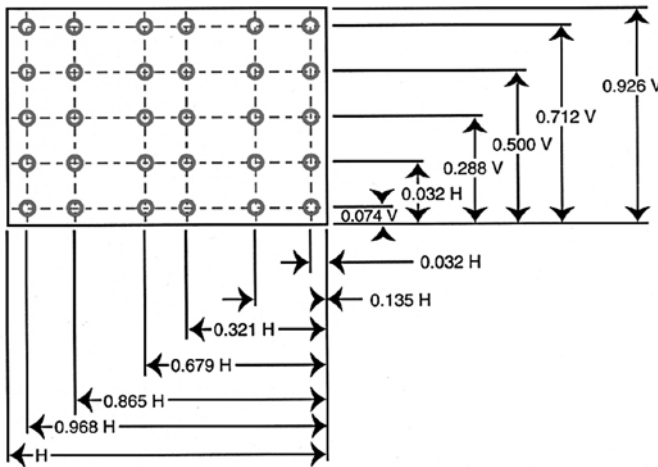 0.926 V
0.712 V
0.500 V
0.288 V
0.032 H
0.074 V
0.032 H
0.135 H
0.321 H
0.679 H
0.865 H
0.968 H
H